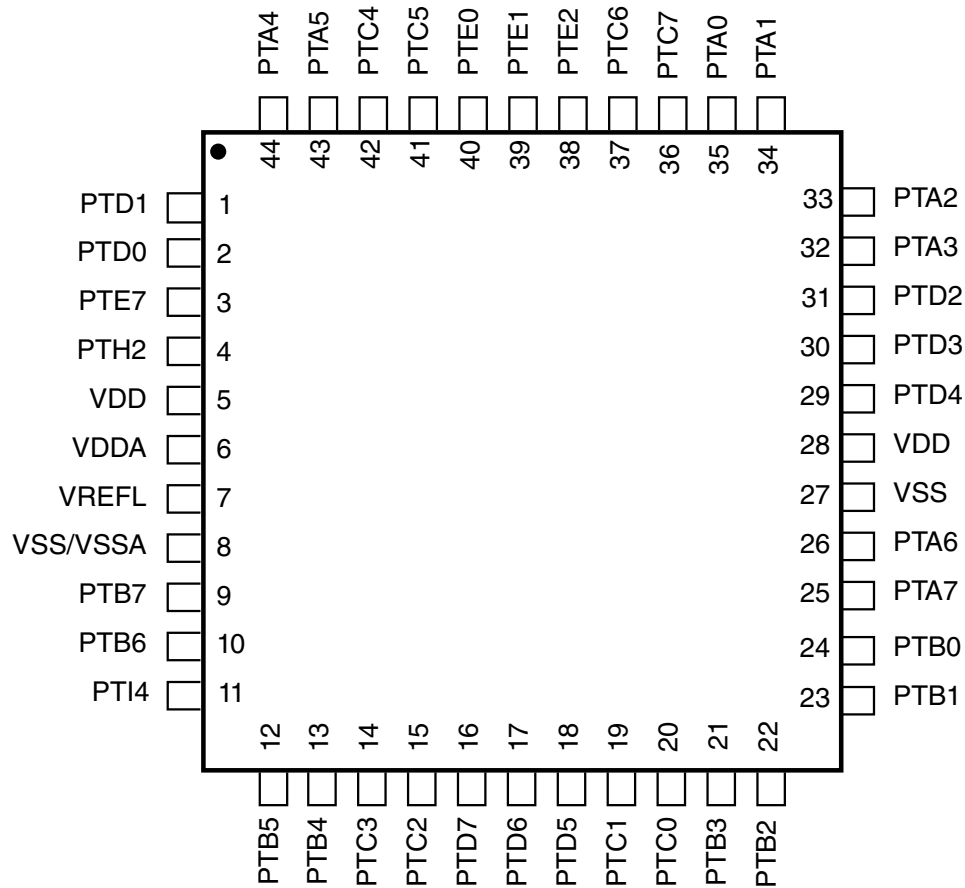 PTA4 PTA5 PTC4 PTC5 PTE0 PTE1 PTE2 PTC6 PTC7 PTA0 PTA1
44 43 42 41 40 39 38 37 36 35 34
PTD1 1 33 PTA2
PTD0 2 32 PTA3
PTE7 3 31 PTD2
PTH2 4 30 PTD3
VDD 5 29 PTD4
VDDA 6 28 VDD
VREFL 7 27 VSS
VSS/VSSA 8 26 PTA6
PTB7 9 25 PTA7
PTB6 10 24 PTB0
PTI4 11 23 PTB1
12 13 14 15 16 17 18 19 20 21 22
PTB5 PTB4 PTC3 PTC2 PTD7 PTD6 PTD5 PTC1 PTC0 PTB3 PTB2